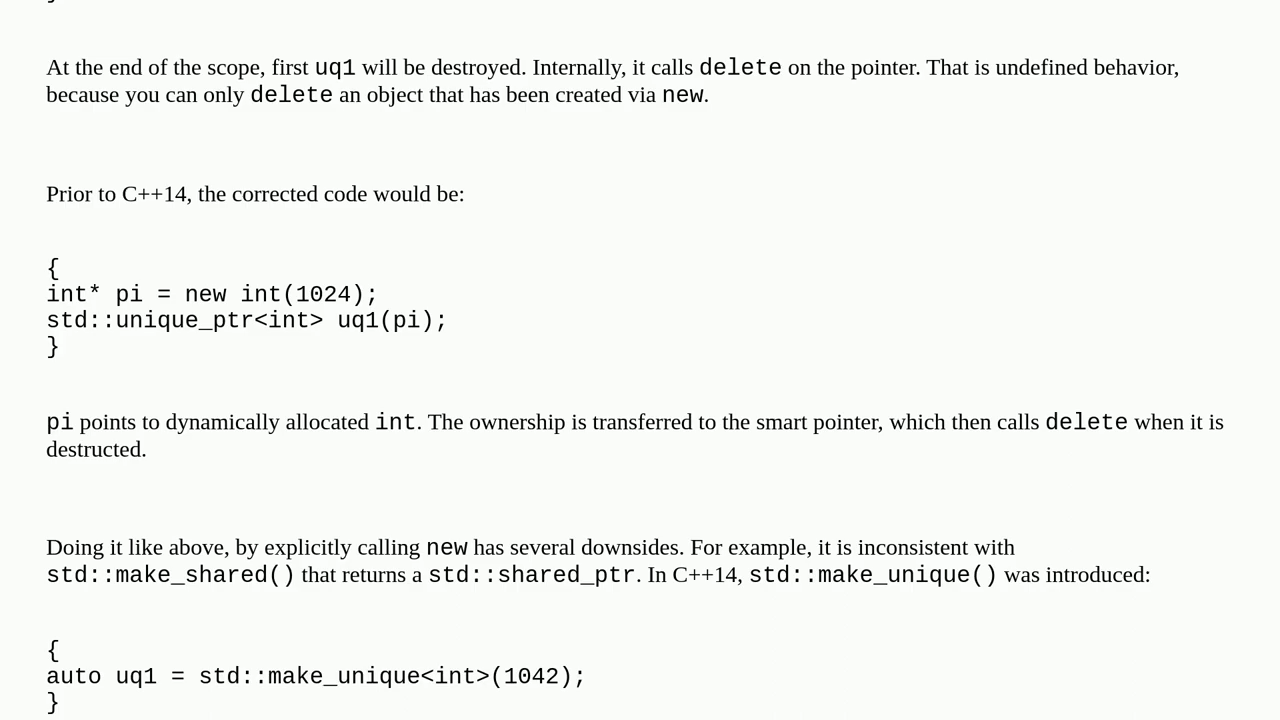 At the end of the scope, first uq1 will be destroyed. Internally, it calls delete on the pointer. That is undefined behavior,
because you can only delete an object that has been created via new.
Prior to C++14, the corrected code would be:
{
int* pi = new int(1024);
std::unique_ptr<int> uq1(pi);
}
pi points to dynamically allocated int. The ownership is transferred to the smart pointer, which then calls delete when it is
destructed.
Doing it like above, by explicitly calling new has several downsides. For example, it is inconsistent with
std::make_shared() that returns a std::shared_ptr. In C++14, std::make_unique() was introduced:
{
auto uq1 = std::make_unique<int>(1042);
}